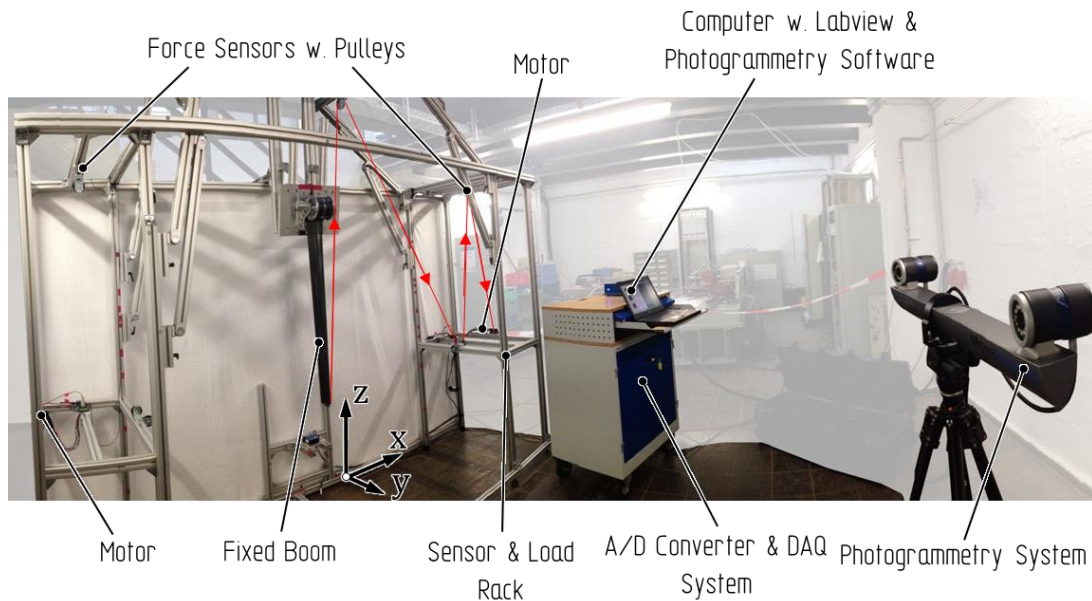 Computer w. Labview &
Photogrammetry Software
Force Sensors w. Pulleys
Motor
z
x
y
Motor
Fixed Boom
Sensor & Load
Rack
A/D Converter & DAQ
System
Photogrammetry System